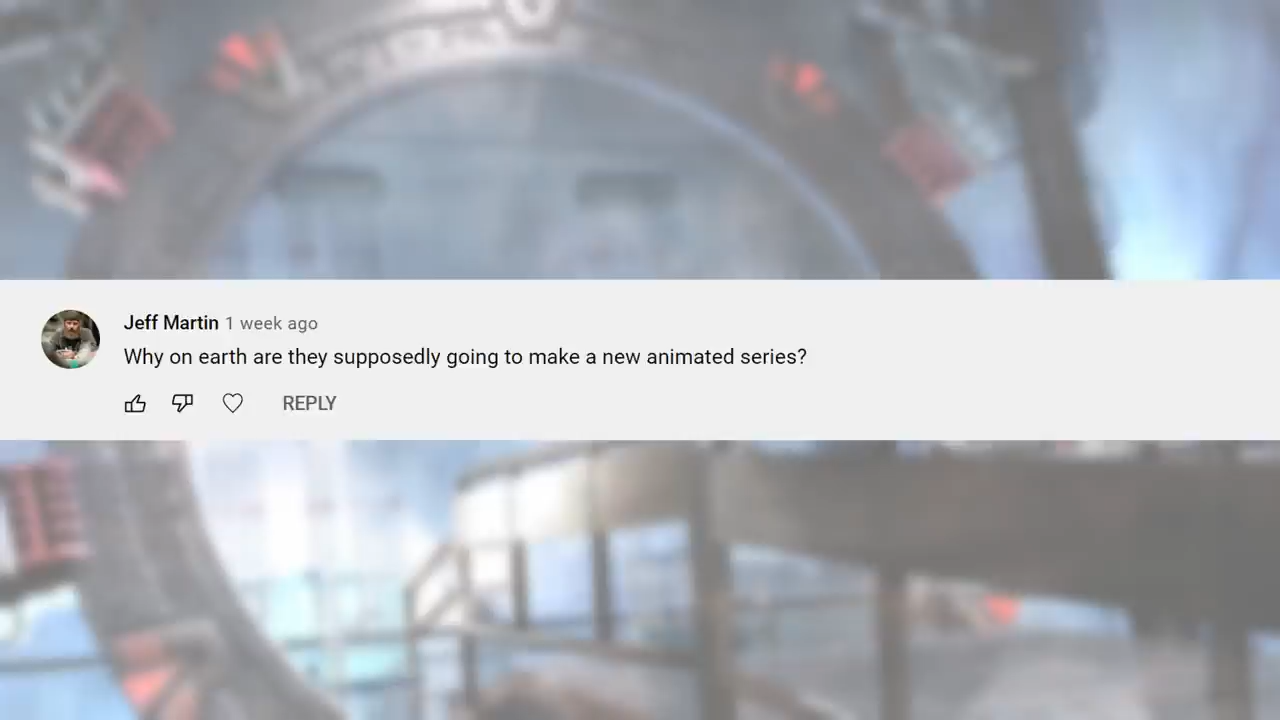 Jeff Martin 1 week ago
Why on earth are they supposedly going to make a new animated series?
REPLY